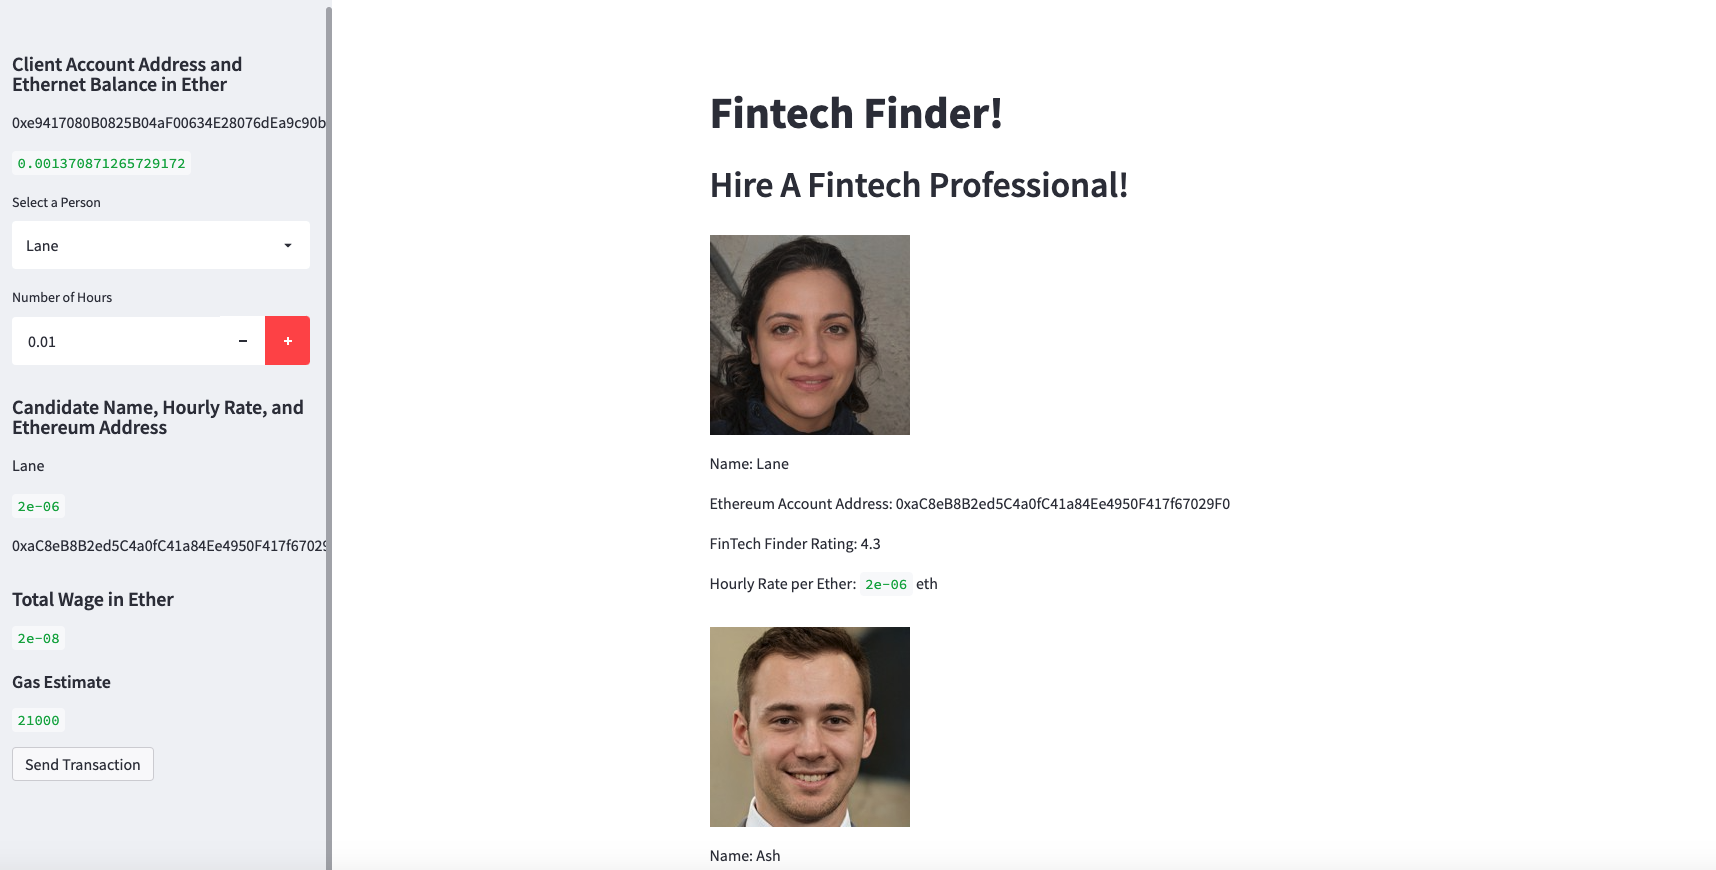 Client Account Address and
Ethernet Balance in Ether
0xe9417080B0825B04aF00634E28076dEa9c90b
0.001370871265729172
Select a Person
Lane
Number of Hours
0.01
Candidate Name, Hourly Rate, and
Ethereum Address
Lane
2e-06
0xaC8eB8B2ed5C4a0fC41a84Ee4950F417f67029
Total Wage in Ether
2e-08
Gas Estimate
21000
Send Transaction
Fintech Finder!
Hire A Fintech Professional!
Name: Lane
Ethereum Account Address: 0xaC8eB8B2ed5C4a0fC41a84Ee4950F417f67029F0
FinTech Finder Rating: 4.3
Hourly Rate per Ether: 2e-06 eth
Name: Ash